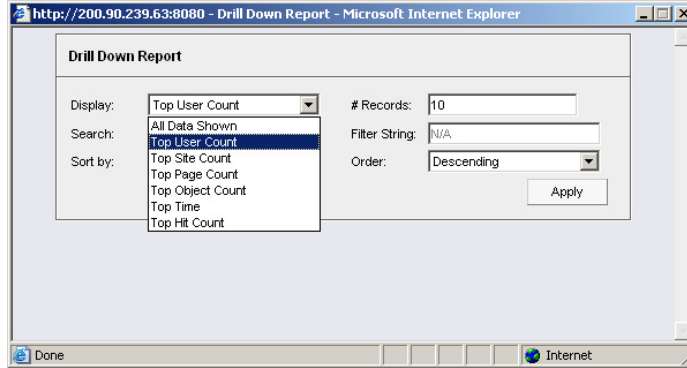 http://200.90.239.63:8080 - Drill Down Report - Microsoft Internet Explorer
Drill Down Report
Display: Top User Count # Records: 10
All Data Shown
Search: Top User Count Filter String: N/A
Sort by: Top Site Count Order: Descending
Top Page Count
Top Object Count Apply
Top Time
Top Hit Count
Done Internet